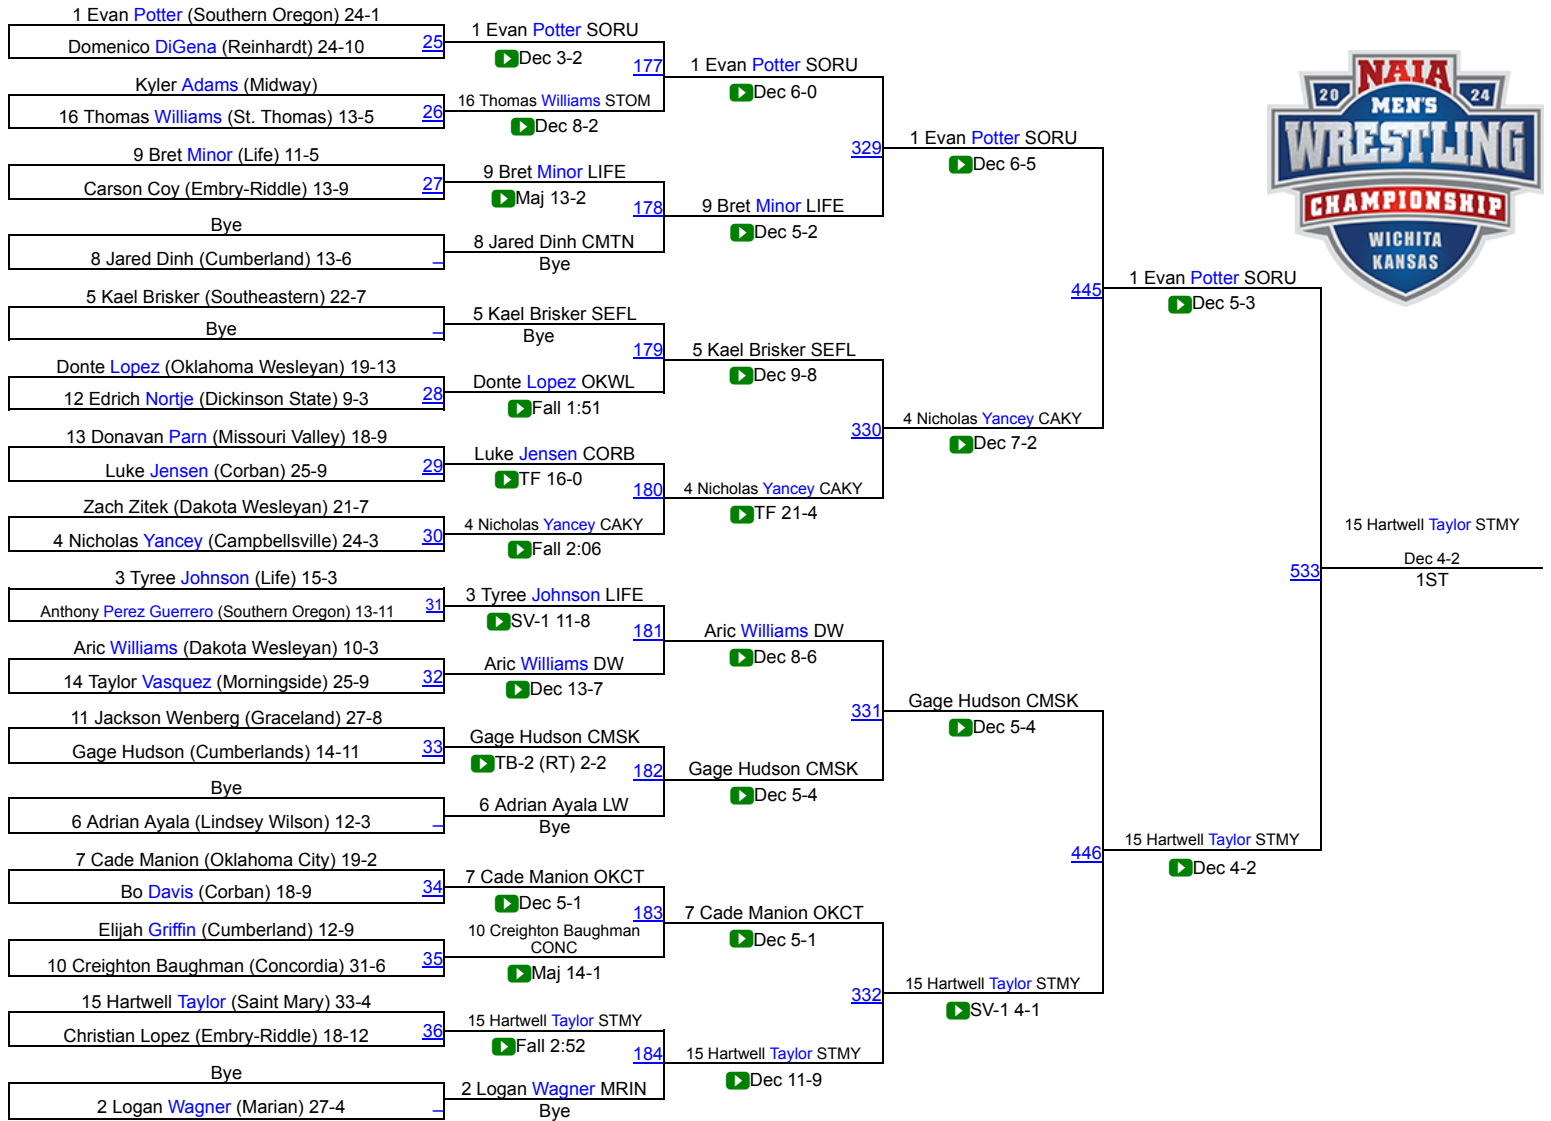 1 Evan Potter (Southern Oregon) 24-1
Domenico DiGena (Reinhardt) 24-10
25
Kyler Adams (Midway)
16 Thomas Williams (St. Thomas) 13-5
26
9 Bret Minor (Life) 11-5
Carson Coy (Embry-Riddle) 13-9
27
Bye
8 Jared Dinh (Cumberland) 13-6
5 Kael Brisker (Southeastern) 22-7
Bye
Donte Lopez (Oklahoma Wesleyan) 19-13
12 Edrich Nortje (Dickinson State) 9-3
28
13 Donavan Parn (Missouri Valley) 18-9
Luke Jensen (Corban) 25-9
29
Zach Zitek (Dakota Wesleyan) 21-7
4 Nicholas Yancey (Campbellsville) 24-3
30
3 Tyree Johnson (Life) 15-3
Anthony Perez Guerrero (Southern Oregon) 13-11
31
Aric Williams (Dakota Wesleyan) 10-3
14 Taylor Vasquez (Morningside) 25-9
32
11 Jackson Wenberg (Graceland) 27-8
Gage Hudson (Cumberlands) 14-11
33
Bye
6 Adrian Ayala (Lindsey Wilson) 12-3
7 Cade Manion (Oklahoma City) 19-2
Bo Davis (Corban) 18-9
34
Elijah Griffin (Cumberland) 12-9
10 Creighton Baughman (Concordia) 31-6
35
15 Hartwell Taylor (Saint Mary) 33-4
Christian Lopez (Embry-Riddle) 18-12
36
Bye
2 Logan Wagner (Marian) 27-4
1 Evan Potter SORU
Dec 3-2
177
16 Thomas Williams STOM
Dec 8-2
9 Bret Minor LIFE
Maj 13-2
178
8 Jared Dinh CMTN
Bye
5 Kael Brisker SEFL
Bye
179
Donte Lopez OKWL
Fall 1:51
Luke Jensen CORB
TF 16-0
180
4 Nicholas Yancey CAKY
Fall 2:06
3 Tyree Johnson LIFE
SV-1 11-8
181
Aric Williams DW
Dec 13-7
Gage Hudson CMSK
TB-2 (RT) 2-2
182
6 Adrian Ayala LW
Bye
7 Cade Manion OKCT
Dec 5-1
183
10 Creighton Baughman
CONC
Maj 14-1
15 Hartwell Taylor STMY
Fall 2:52
184
2 Logan Wagner MRIN
Bye
1 Evan Potter SORU
Dec 6-0
329
9 Bret Minor LIFE
Dec 5-2
5 Kael Brisker SEFL
Dec 9-8
330
4 Nicholas Yancey CAKY
TF 21-4
Aric Williams DW
Dec 8-6
331
Gage Hudson CMSK
Dec 5-4
7 Cade Manion OKCT
Dec 5-1
332
15 Hartwell Taylor STMY
Dec 11-9
1 Evan Potter SORU
Dec 6-5
445
4 Nicholas Yancey CAKY
Dec 7-2
Gage Hudson CMSK
Dec 5-4
446
15 Hartwell Taylor STMY
SV-1 4-1
1 Evan Potter SORU
Dec 5-3
533
15 Hartwell Taylor STMY
Dec 4-2
15 Hartwell Taylor STMY
Dec 4-2
1ST
NAIA
20 24
MEN'S
WRESTLING
CHAMPIONSHIP
WICHITA
KANSAS